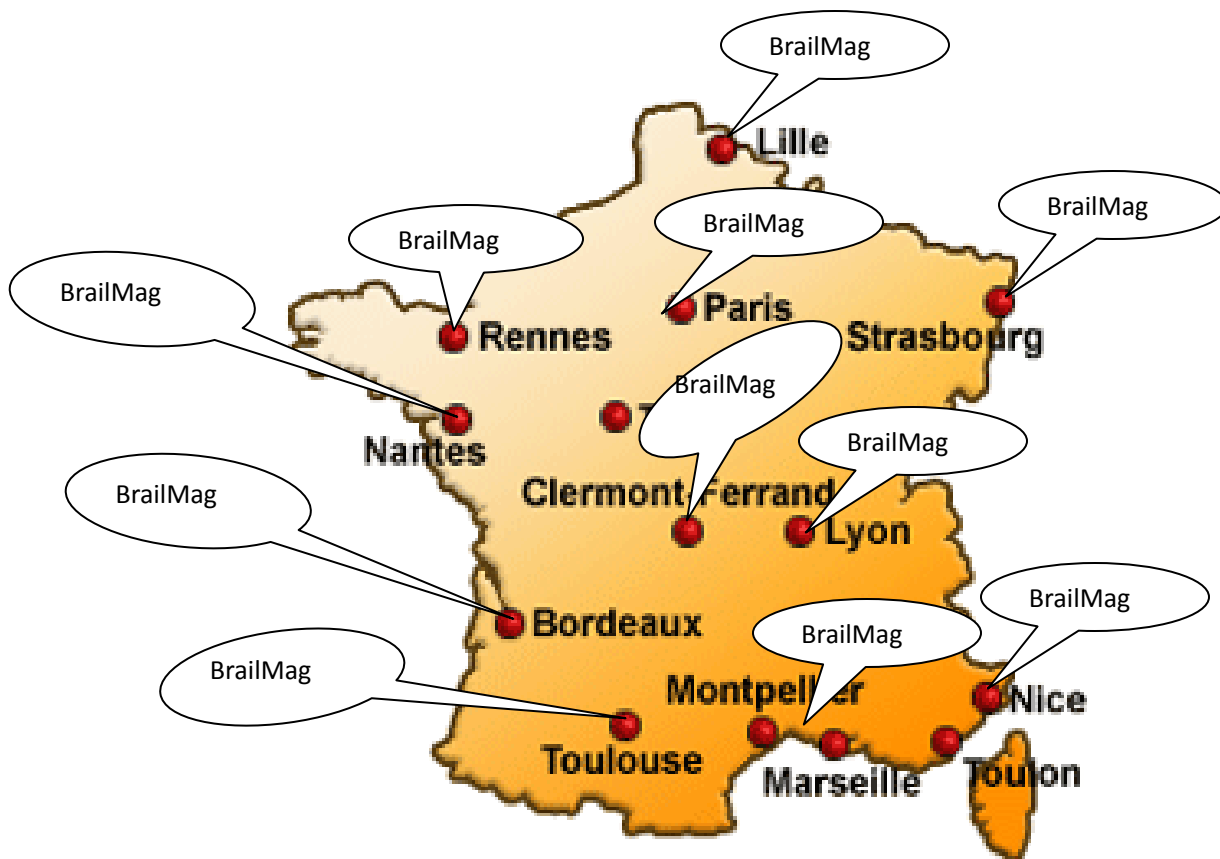 BrailMag
Lille
BrailMag
BrailMag
BrailMag
BrailMag
Paris
Rennes
Strasbourg
BrailMag
Nantes
BrailMag
BrailMag
Clermont-Ferrand
Lyon
BrailMag
Bordeaux
BrailMag
BrailMag
BrailMag
Montpellier
Nice
Toulouse
Marseille
Toulon